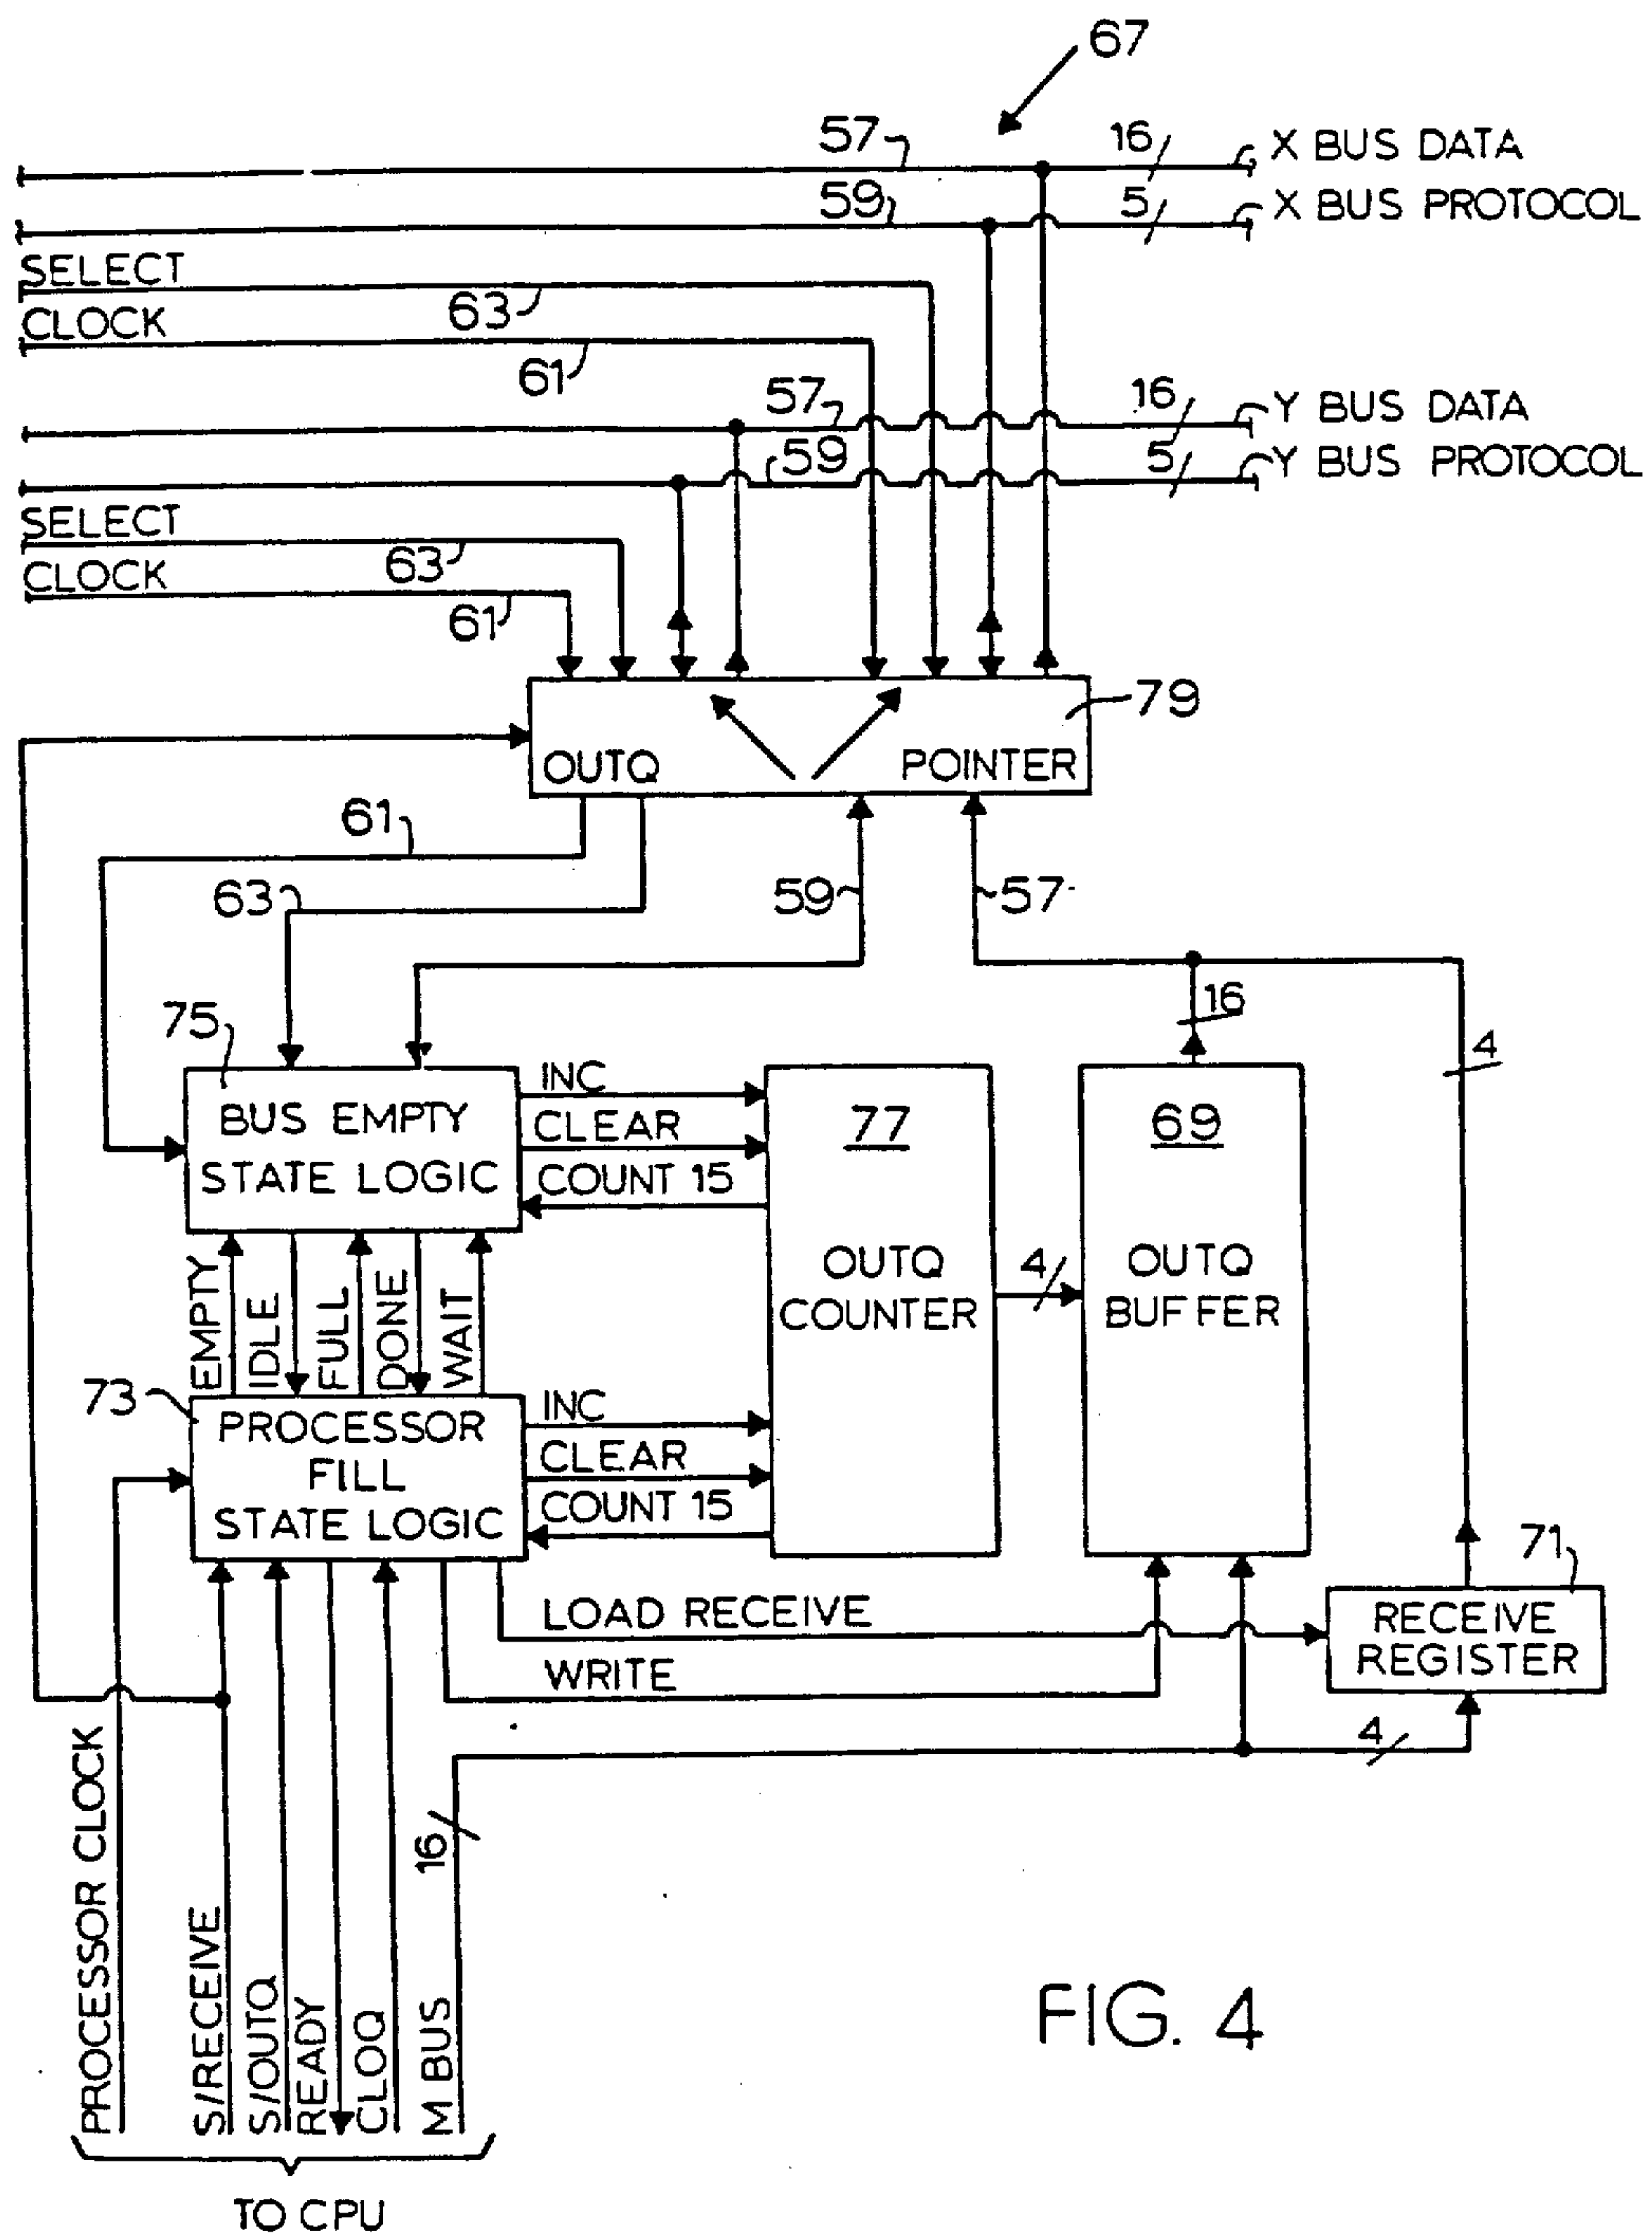 67
57
16
X BUS DATA
59
5
X BUS PROTOCOL
SELECT
63
CLOCK
61
57
16
Y BUS DATA
59
5
Y BUS PROTOCOL
SELECT
63
CLOCK
61
79
OUTQ
POINTER
61
63
59
57
16
4
75
BUS EMPTY
STATE LOGIC
INC
CLEAR
COUNT 15
77
OUTQ
COUNTER
4
69
OUTQ
BUFFER
EMPTY
IDLE
FULL
DONE
WAIT
73
PROCESSOR
FILL
STATE LOGIC
INC
CLEAR
COUNT 15
71
RECEIVE
REGISTER
LOAD RECEIVE
WRITE
4
16
PROCESSOR CLOCK
S/RECEIVE
S/OUTQ
READY
CLOQ
M BUS
TO CPU
FIG. 4